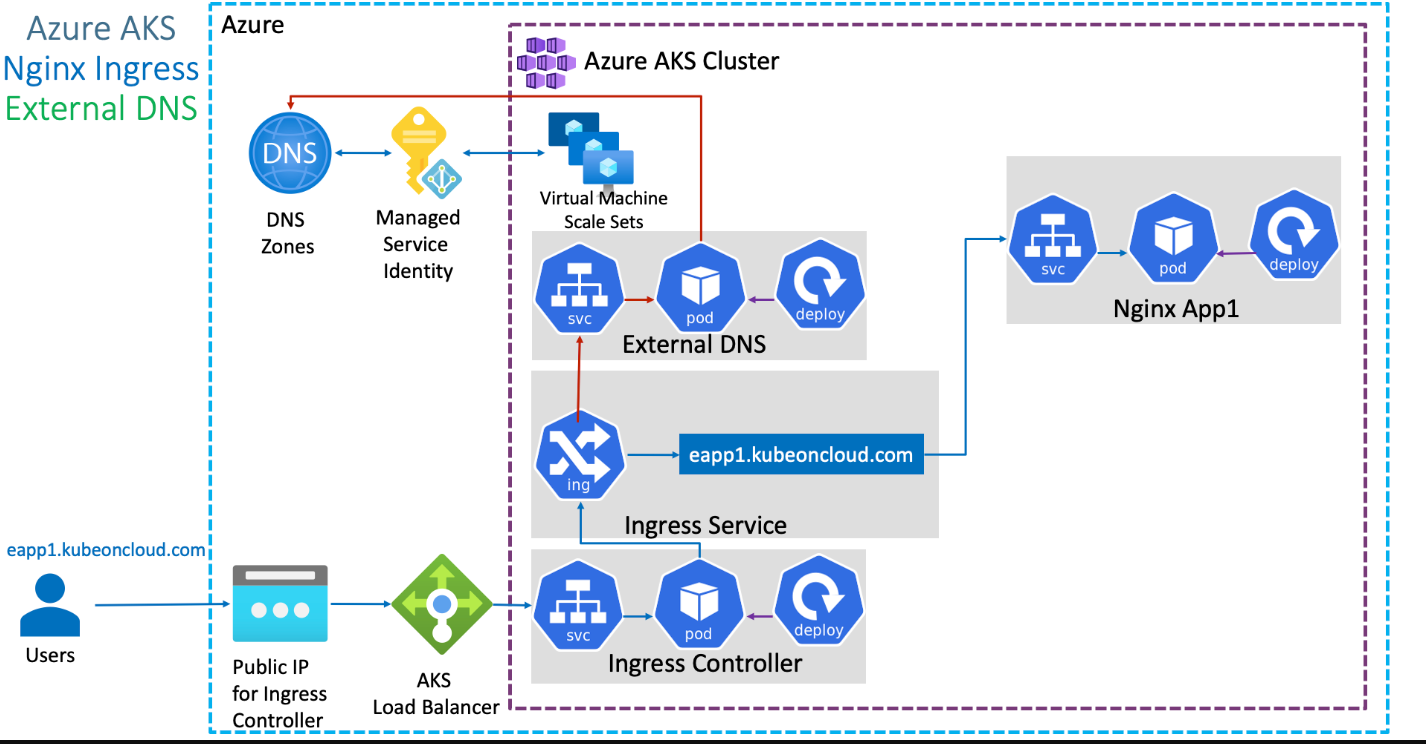 Azure AKS
Nginx Ingress
External DNS
Azure
Azure AKS Cluster
DNS
DNS
Zones
Managed
Service
Identity
Virtual Machine
Scale Sets
svc
pod
deploy
External DNS
svc
pod
deploy
Nginx App1
ing
eapp1.kubeoncloud.com
Ingress Service
eapp1.kubeoncloud.com
Users
Public IP
for Ingress
Controller
AKS
Load Balancer
svc
pod
deploy
Ingress Controller